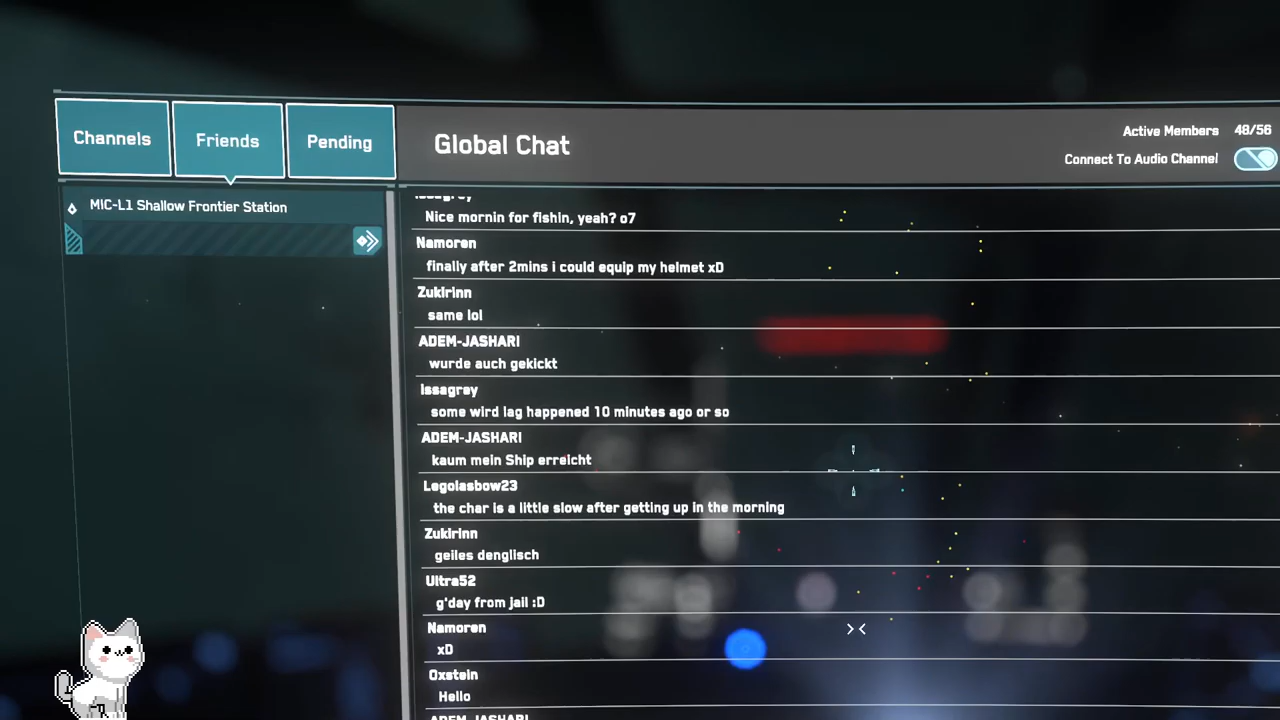 Channels
Friends
Pending
Global Chat
Active Members 48/56
Connect To Audio Channel
MIC-L1 Shallow Frontier Station
Issagrey
Nice mornin for fishin, yeah? o7
Namoren
finally after 2mins i could equip my helmet xD
Zukirinn
same lol
ADEM-JASHARI
wurde auch gekickt
Issagrey
some wird lag happened 10 minutes ago or so
ADEM-JASHARI
kaum mein Ship erreicht
Legolasbow23
the char is a little slow after getting up in the morning
Zukirinn
geiles denglisch
Ultra52
g'day from jail :D
Namoren
xD
Oxstein
Hello
ADEM-JASHARI